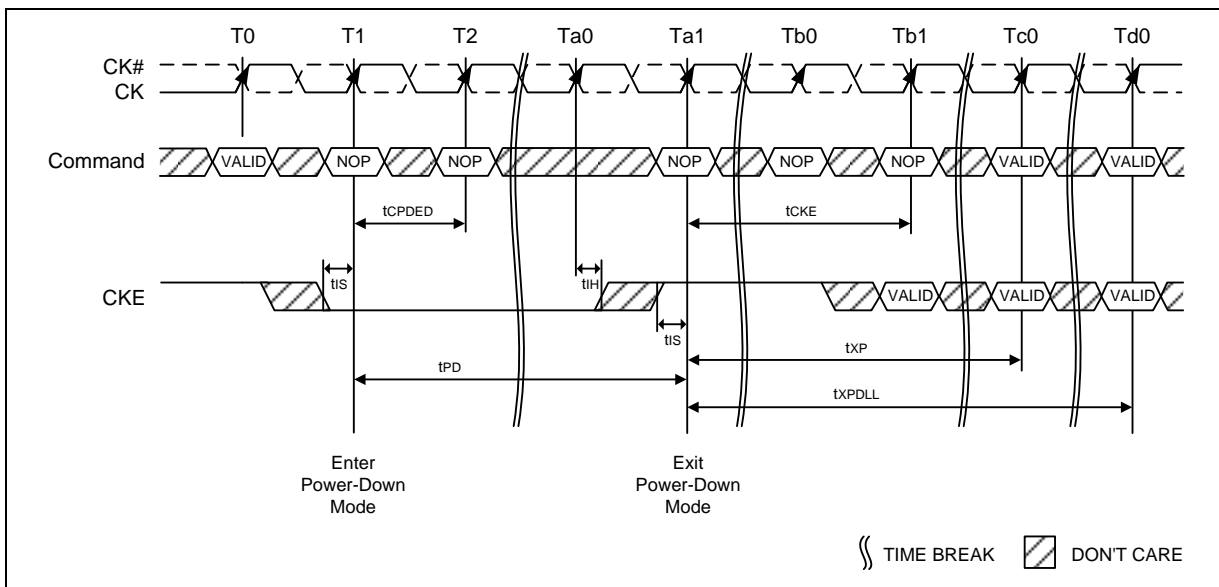 T0 T1 T2 Ta0 Ta1 Tb0 Tb1 Tc0 Td0
CK#
CK
Command VALID NOP NOP NOP NOP NOP VALID VALID
tCPDED tCKE
tIS tIH
CKE VALID VALID VALID
tIS
tXP
tPD
tXPDLL
Enter
Power-Down
Mode
Exit
Power-Down
Mode
TIME BREAK DON'T CARE